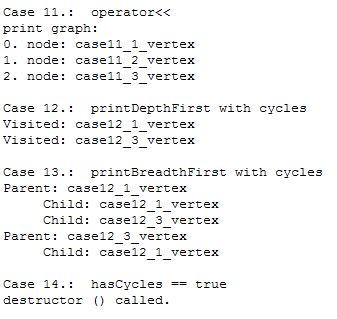 Case 11.:  operator<<
print graph:
0. node: case11_1_vertex
1. node: case11_2_vertex
2. node: case11_3_vertex
Case 12.:  printDepthFirst with cycles
Visited: case12_1_vertex
Visited: case12_3_vertex
Case 13.:  printBreadthFirst with cycles
Parent: case12_1_vertex
     Child: case12_1_vertex
     Child: case12_3_vertex
Parent: case12_3_vertex
     Child: case12_1_vertex
Case 14.:  hasCycles == true
destructor () called.